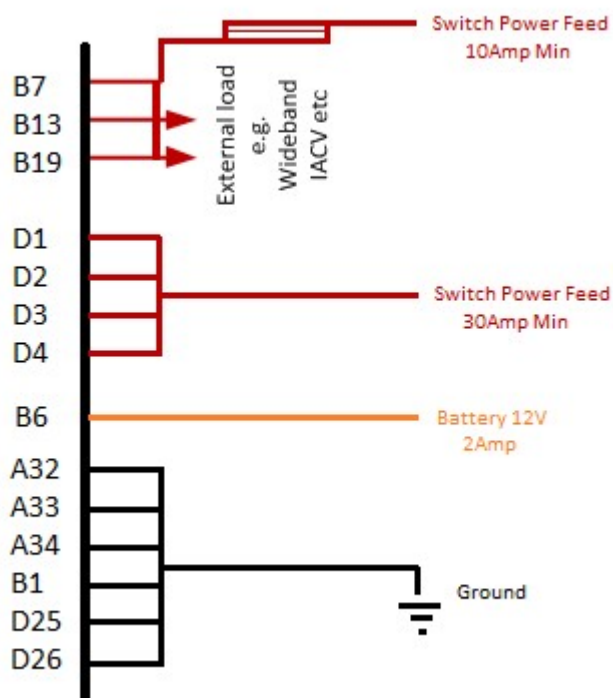 Switch Power Feed
10Amp Min
B7
B13
B19
External load
e.g.
Wideband
IACV etc
D1
D2
D3
D4
Switch Power Feed
30Amp Min
B6
Battery 12V
2Amp
A32
A33
A34
B1
D25
D26
Ground